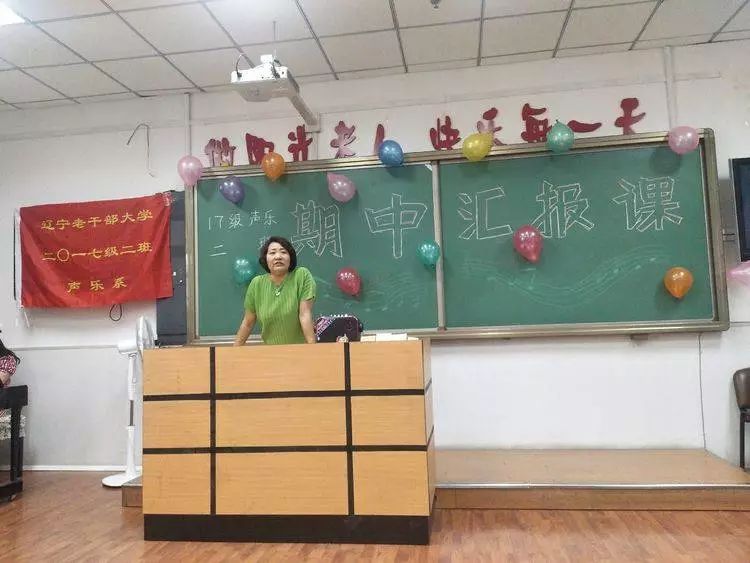 做阳光老人 快乐每一天
辽宁老干部大学
二〇一七级二班
声乐系
17级声乐
二 班
期中汇报课